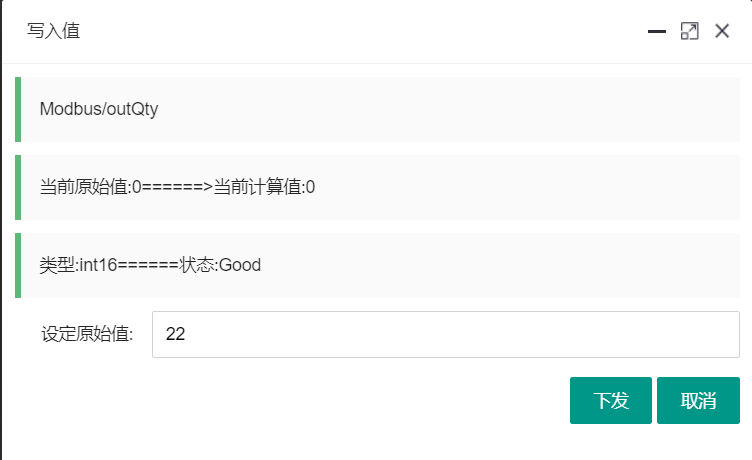 写入值
Modbus/outQty
当前原始值:0======>当前计算值:0
类型:int16======状态:Good
设定原始值: 22
下发 取消